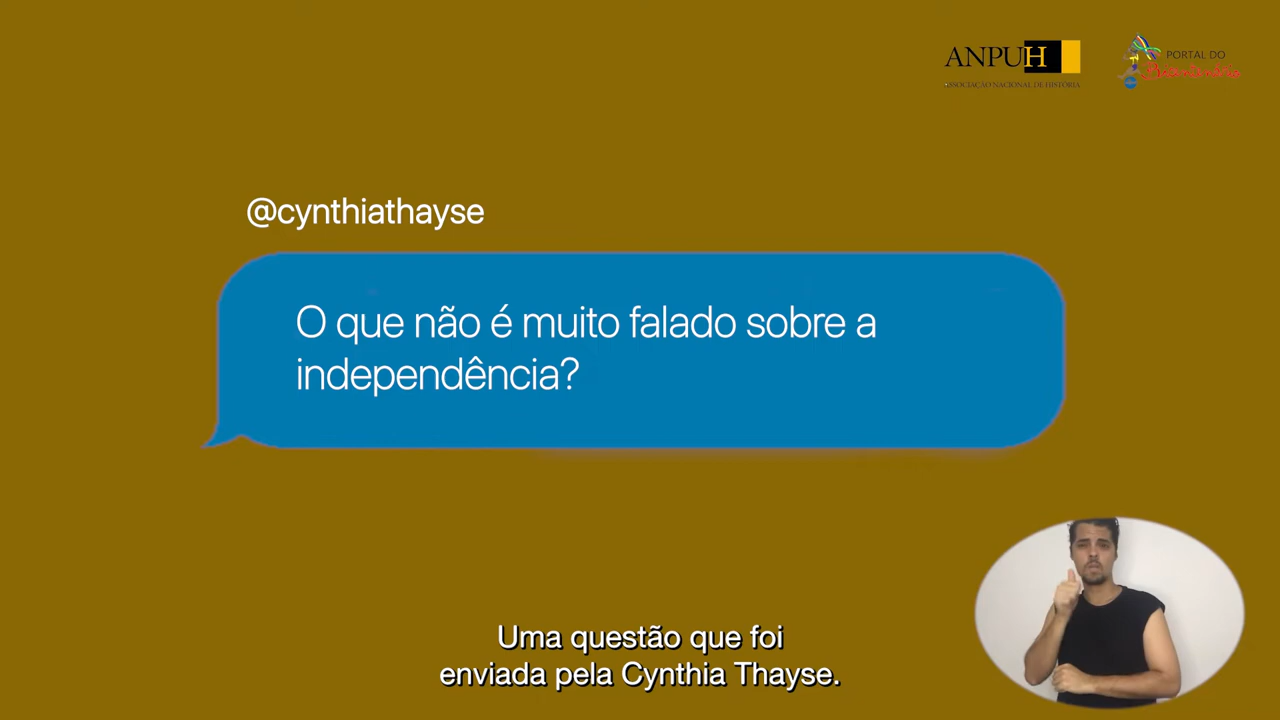 ANPUH
ASSOCIAÇÃO NACIONAL DE HISTÓRIA
PORTAL DO
Bicentenário
@cynthiathayse
O que não é muito falado sobre a
independência?
Uma questão que foi
enviada pela Cynthia Thayse.